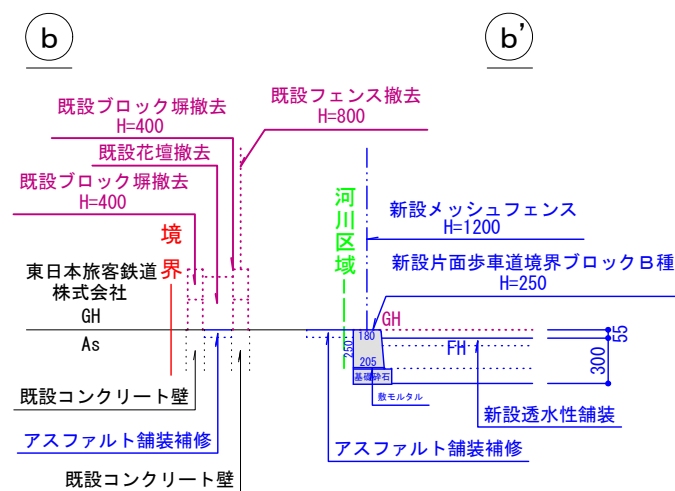 b
b'
既設ブロック塀撤去
H=400
既設フェンス撤去
H=800
既設花壇撤去
既設ブロック塀撤去
H=400
河川区域
新設メッシュフェンス
H=1200
境界
東日本旅客鉄道
株式会社
新設片面歩車道境界ブロックB種
H=250
GH
As
GH
180
250
205
FH
55
300
基礎砕石
敷モルタル
既設コンクリート壁
新設透水性舗装
アスファルト舗装補修
アスファルト舗装補修
既設コンクリート壁